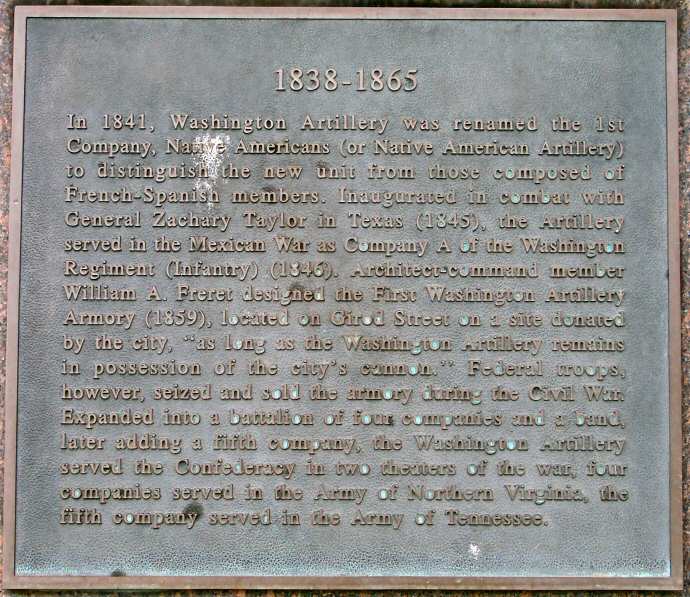 1838-1865
In 1841, Washington Artillery was renamed the 1st
Company, Native Americans (or Native American Artillery)
to distinguish the new unit from those composed of
French-Spanish members. Inaugurated in combat with
General Zachary Taylor in Texas (1845), the Artillery
served in the Mexican War as Company A of the Washington
Regiment (Infantry) (1846). Architect-command member
William A. Freret designed the First Washington Artillery
Armory (1859), located on Girod Street on a site donated
by the city, "as long as the Washington Artillery remains
in possession of the city's cannon." Federal troops,
however, seized and sold the armory during the Civil War.
Expanded into a battalion of four companies and a band,
later adding a fifth company, the Washington Artillery
served the Confederacy in two theaters of the war, four
companies served in the Army of Northern Virginia, the
fifth company served in the Army of Tennessee.